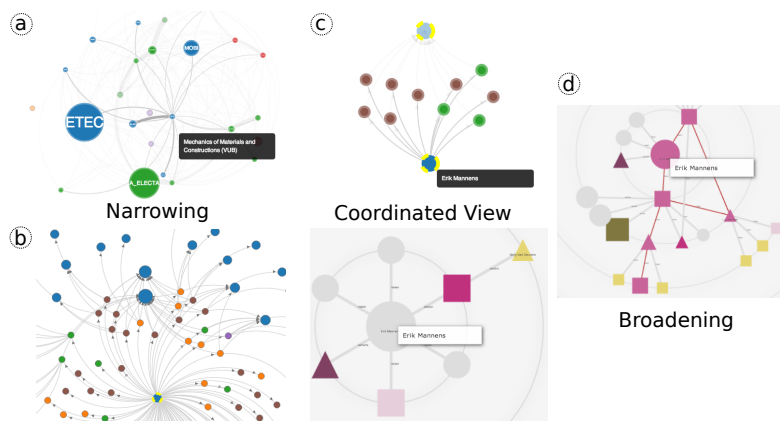 a
MOBI
ETEC
Mechanics of Materials and
Constructions (VUB)
A_ELECTA
Narrowing
b
c
Erik Mannens
Coordinated View
Erik Mannens
d
Erik Mannens
Broadening